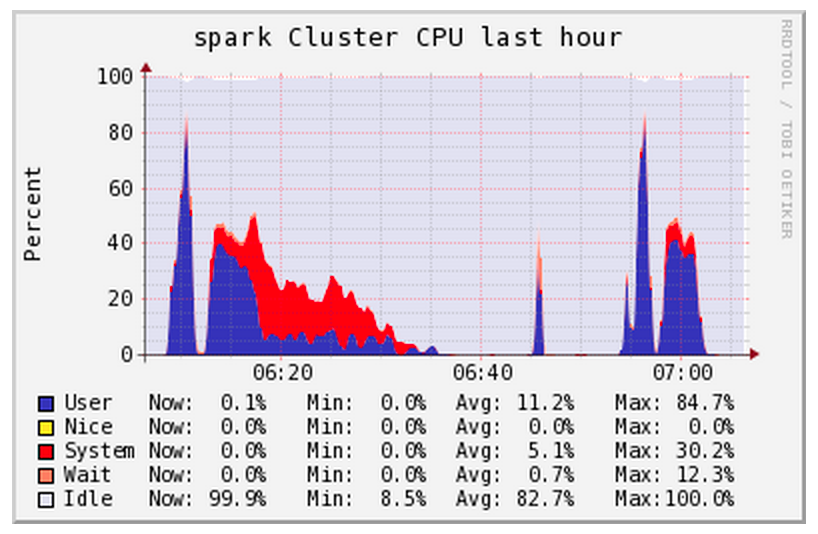 spark Cluster CPU last hour
RRDTOOL / TOBI OETIKER
Percent
100
80
60
40
20
0
06:20 06:40 07:00
User Now: 0.1% Min: 0.0% Avg: 11.2% Max: 84.7%
Nice Now: 0.0% Min: 0.0% Avg: 0.0% Max: 0.0%
System Now: 0.0% Min: 0.0% Avg: 5.1% Max: 30.2%
Wait Now: 0.0% Min: 0.0% Avg: 0.7% Max: 12.3%
Idle Now: 99.9% Min: 8.5% Avg: 82.7% Max:100.0%